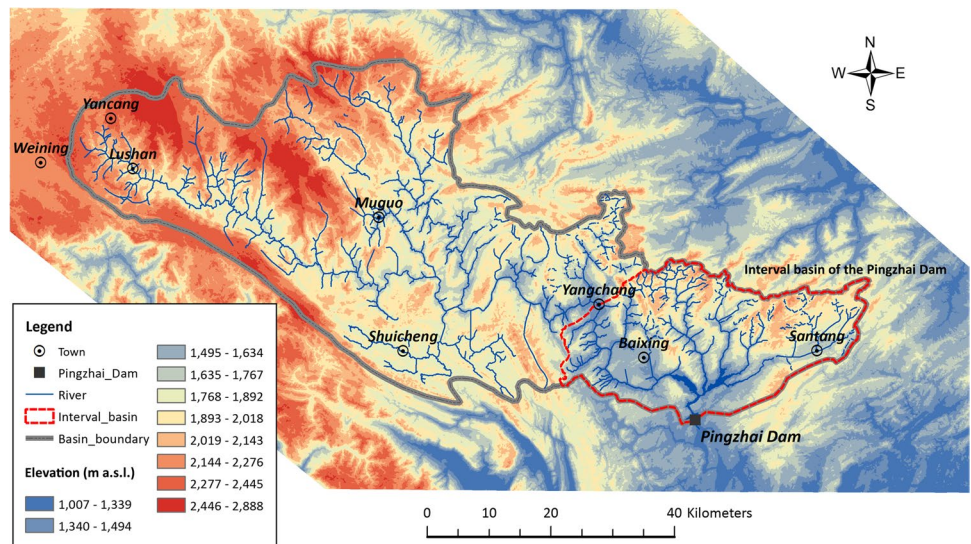 N
W E
S
Yancang
Weining
Lushan
Muguo
Interval basin of the Pingzhai Dam
Yangchang
Shuicheng
Baixing
Santang
Pingzhai Dam
Legend
Town
Pingzhai_Dam
River
Interval_basin
Basin_boundary
Elevation (m a.s.l.)
1,007 - 1,339
1,340 - 1,494
1,495 - 1,634
1,635 - 1,767
1,768 - 1,892
1,893 - 2,018
2,019 - 2,143
2,144 - 2,276
2,277 - 2,445
2,446 - 2,888
0 10 20 40 Kilometers